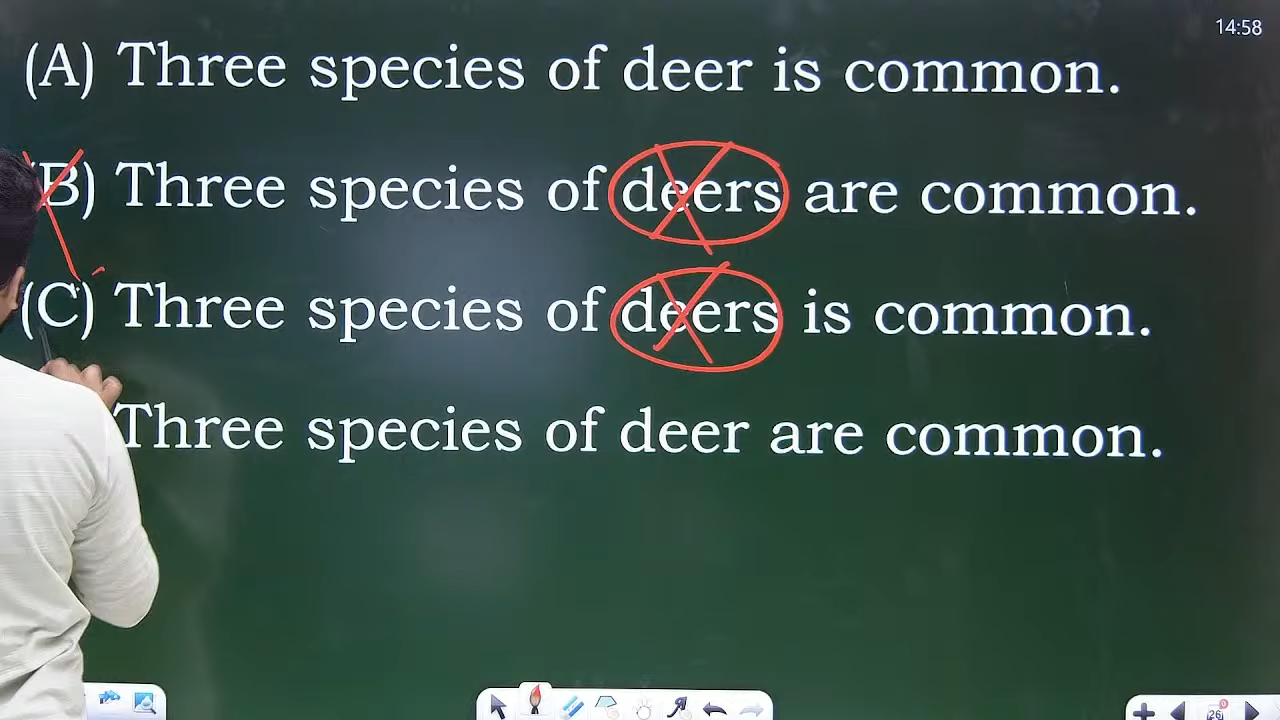 14:58
(A) Three species of deer is common.
(B) Three species of deers are common.
(C) Three species of deers is common.
Three species of deer are common.
26